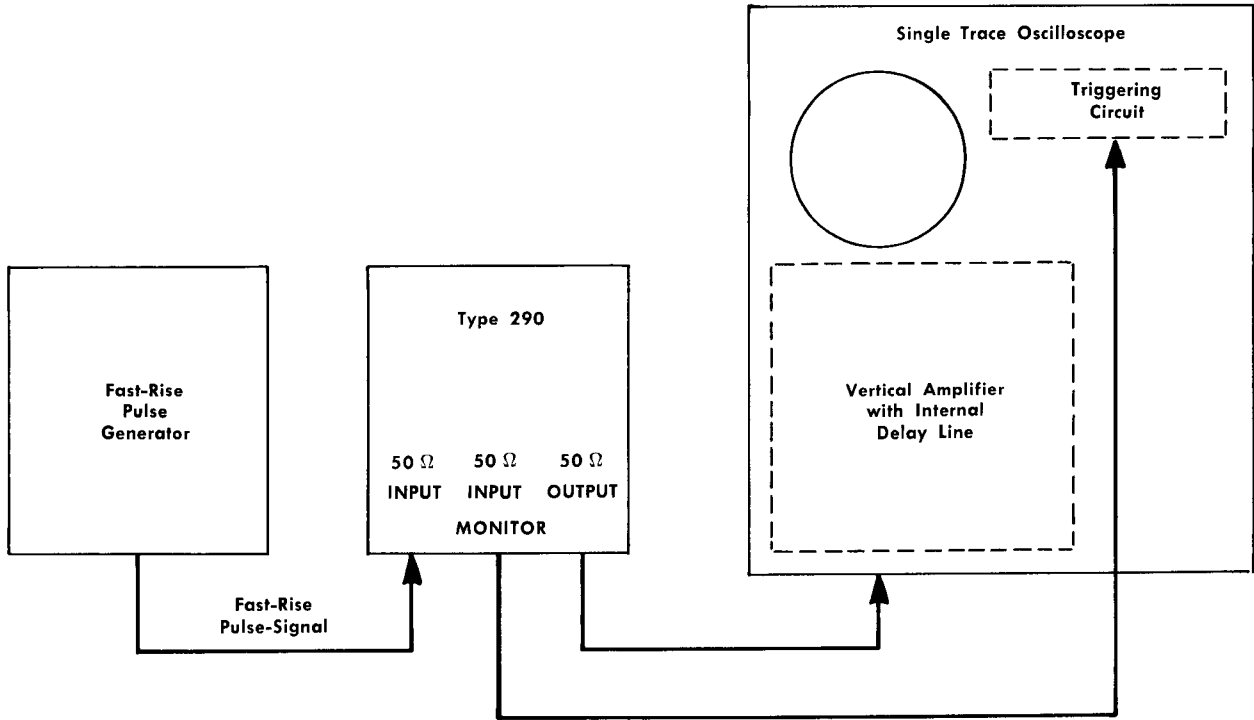 Single Trace Oscilloscope
Triggering
Circuit
Type 290
Fast-Rise
Pulse
Generator
Vertical Amplifier
with Internal
Delay Line
50 Ω 50 Ω 50 Ω
INPUT INPUT OUTPUT
MONITOR
Fast-Rise
Pulse-Signal